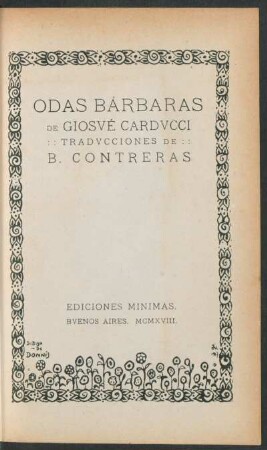 ODAS BÁRBARAS
DE GIOSVÉ CARDVCCI
:: TRADVCCIONES DE ::
B. CONTRERAS
EDICIONES MINIMAS.
BVENOS AIRES. MCMXVIII.